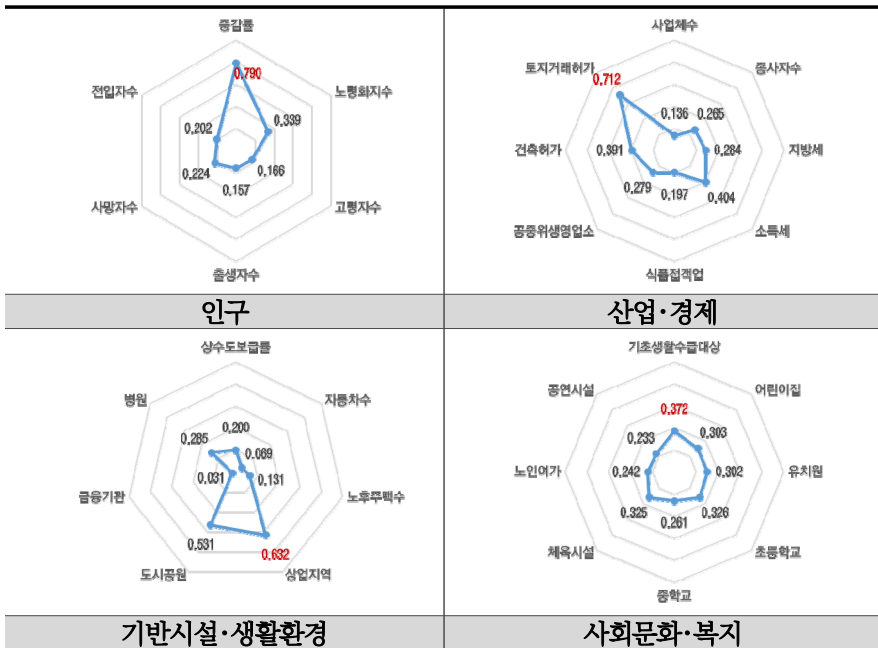 증감률
노령화지수
고령자수
출생자수
사망자수
전입자수
0.790
0.339
0.166
0.157
0.224
0.202
인구
사업체수
종사자수
지방세
소득세
식품접객업
공중위생영업소
건축허가
토지거래허가
0.136
0.265
0.284
0.404
0.197
0.279
0.391
0.712
산업·경제
상수도보급률
자동차수
노후주택수
상업지역
도시공원
금융기관
병원
0.200
0.069
0.131
0.632
0.531
0.031
0.285
기반시설·생활환경
기초생활수급대상
어린이집
유치원
초등학교
중학교
체육시설
노인여가
공연시설
0.372
0.303
0.302
0.326
0.261
0.325
0.242
0.233
사회문화·복지